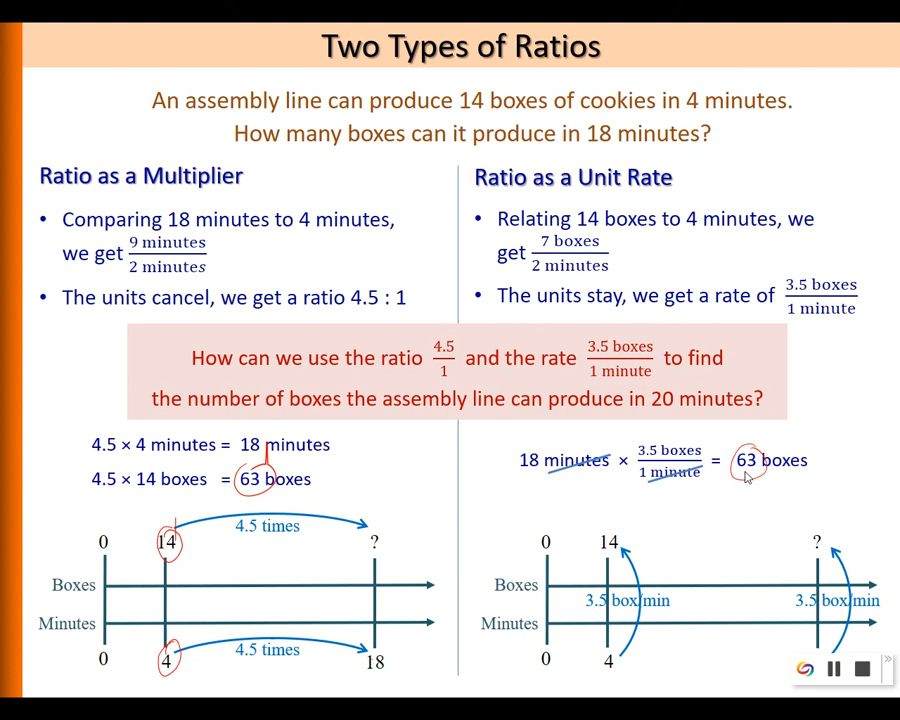 Two Types of Ratios
An assembly line can produce 14 boxes of cookies in 4 minutes.
How many boxes can it produce in 18 minutes?
Ratio as a Multiplier
• Comparing 18 minutes to 4 minutes,
we get 9 minutes / 2 minutes
• The units cancel, we get a ratio 4.5 : 1
Ratio as a Unit Rate
• Relating 14 boxes to 4 minutes, we
get 7 boxes / 2 minutes
• The units stay, we get a rate of 3.5 boxes / 1 minute
How can we use the ratio 4.5 / 1 and the rate 3.5 boxes / 1 minute to find
the number of boxes the assembly line can produce in 20 minutes?
4.5 × 4 minutes = 18 minutes
4.5 × 14 boxes = 63 boxes
18 minutes × 3.5 boxes / 1 minute = 63 boxes
4.5 times
0 14 ?
Boxes
Minutes
4.5 times
0 4 18
0 14 ?
Boxes
3.5 box/min 3.5 box/min
Minutes
0 4